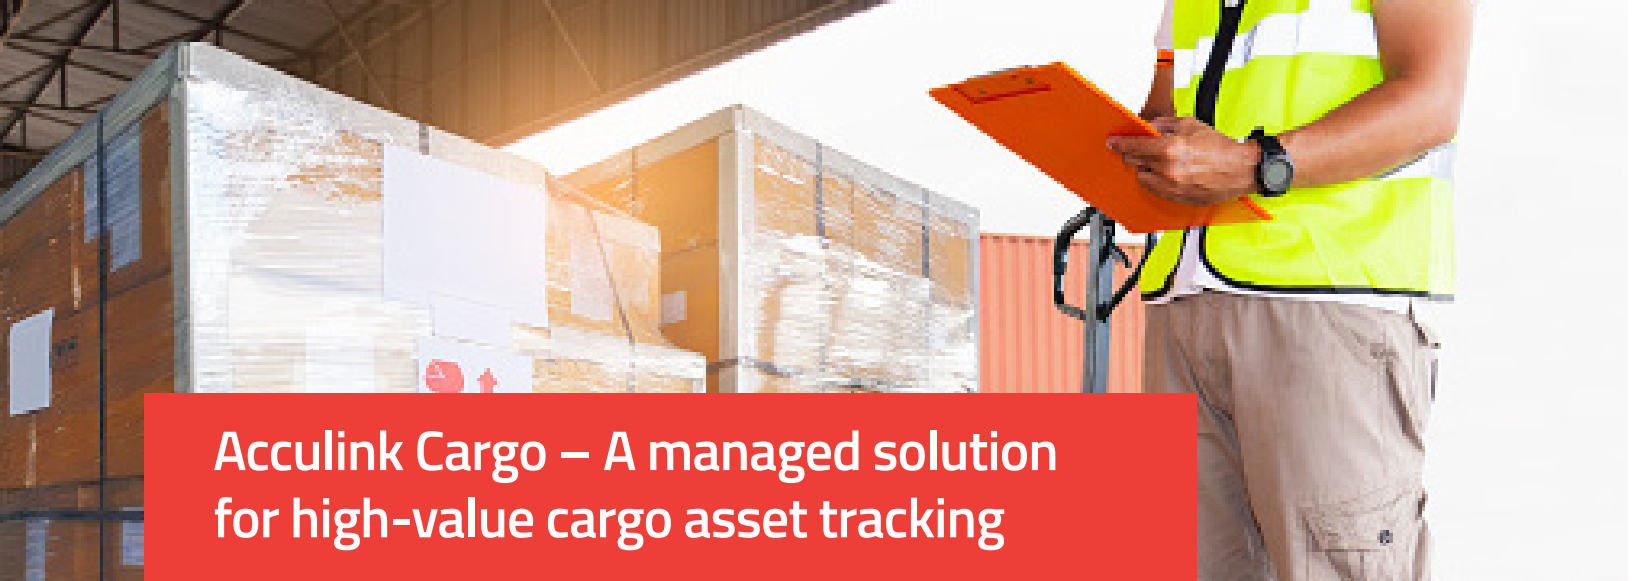 Acculink Cargo – A managed solution
for high-value cargo asset tracking